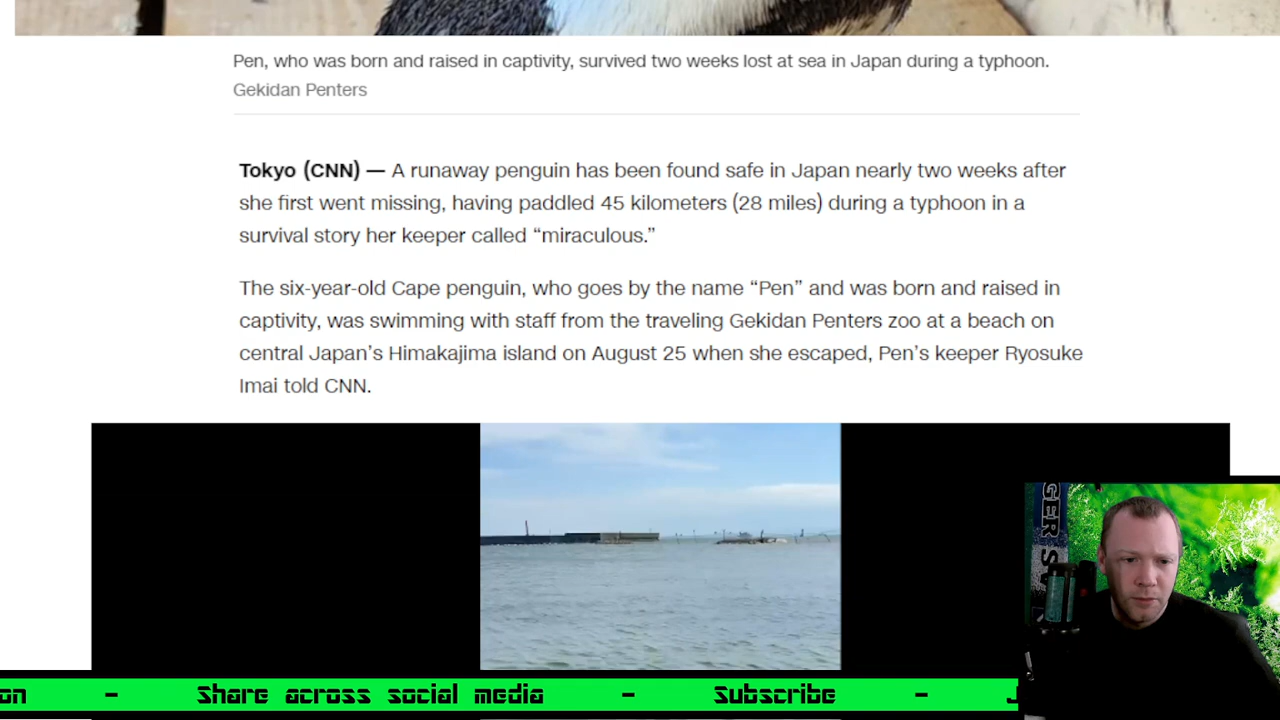 Pen, who was born and raised in captivity, survived two weeks lost at sea in Japan during a typhoon.
Gekidan Penters
Tokyo (CNN) — A runaway penguin has been found safe in Japan nearly two weeks after
she first went missing, having paddled 45 kilometers (28 miles) during a typhoon in a
survival story her keeper called “miraculous.”
The six-year-old Cape penguin, who goes by the name “Pen” and was born and raised in
captivity, was swimming with staff from the traveling Gekidan Penters zoo at a beach on
central Japan’s Himakajima island on August 25 when she escaped, Pen’s keeper Ryosuke
Imai told CNN.
on - Share across social media - Subscribe - J